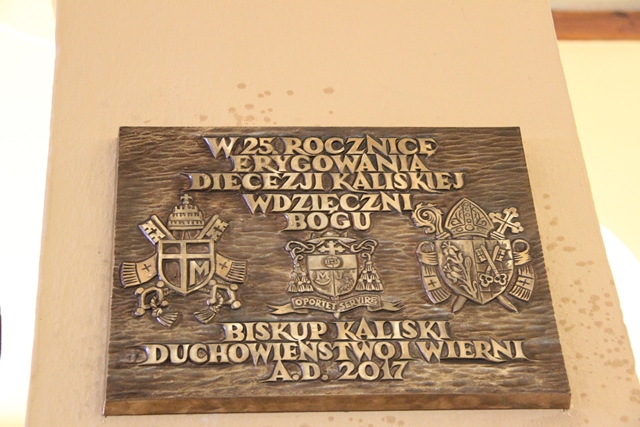 W 25. ROCZNICĘ
ERYGOWANIA
DIECEZJI KALISKIEJ
WDZIĘCZNI
BOGU
M
OPORTET SERVIRE
BISKUP KALISKI
DUCHOWIEŃSTWO I WIERNI
A.D. 2017